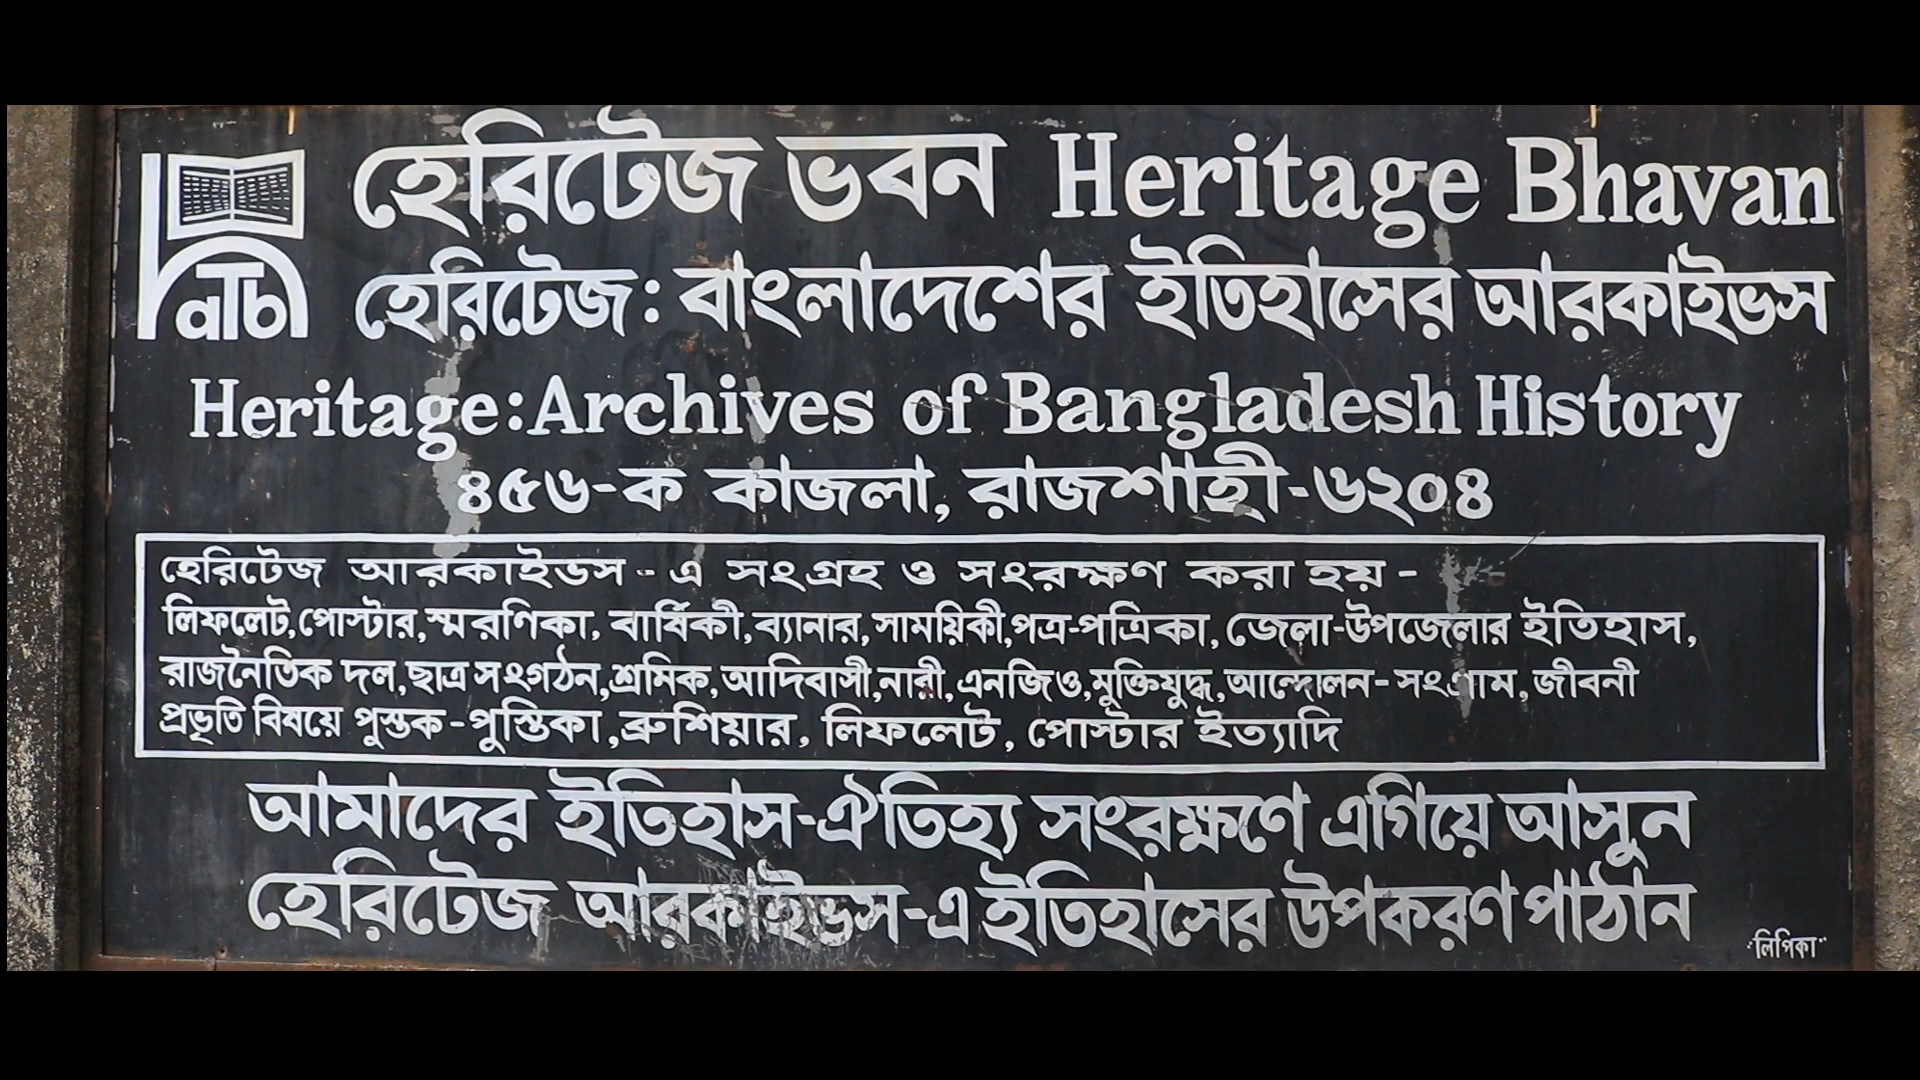 হেরিটেজ ভবন Heritage Bhavan
হেরিটেজ: বাংলাদেশের ইতিহাসের আরকাইভস
aTb
Heritage:Archives of Bangladesh History
৪৫৬-ক কাজলা, রাজশাহী-৬২০৪
হেরিটেজ আরকাইভস-এ সংগ্রহ ও সংরক্ষণ করা হয় -
লিফলেট,পোস্টার,স্মরণিকা, বার্ষিকী,ব্যানার,সাময়িকী,পত্র-পত্রিকা,জেলা-উপজেলার ইতিহাস,
রাজনৈতিক দল,ছাত্র সংগঠন,শ্রমিক,আদিবাসী,নারী,এনজিও,মুক্তিযুদ্ধ,আন্দোলন-সংগ্রাম,জীবনী
প্রভৃতি বিষয়ে পুস্তক-পুস্তিকা,ব্রুশিয়ার, লিফলেট, পোস্টার ইত্যাদি
আমাদের ইতিহাস-ঐতিহ্য সংরক্ষণে এগিয়ে আসুন
হেরিটেজ আরকাইভস-এ ইতিহাসের উপকরণ পাঠান
"লিপিকা"